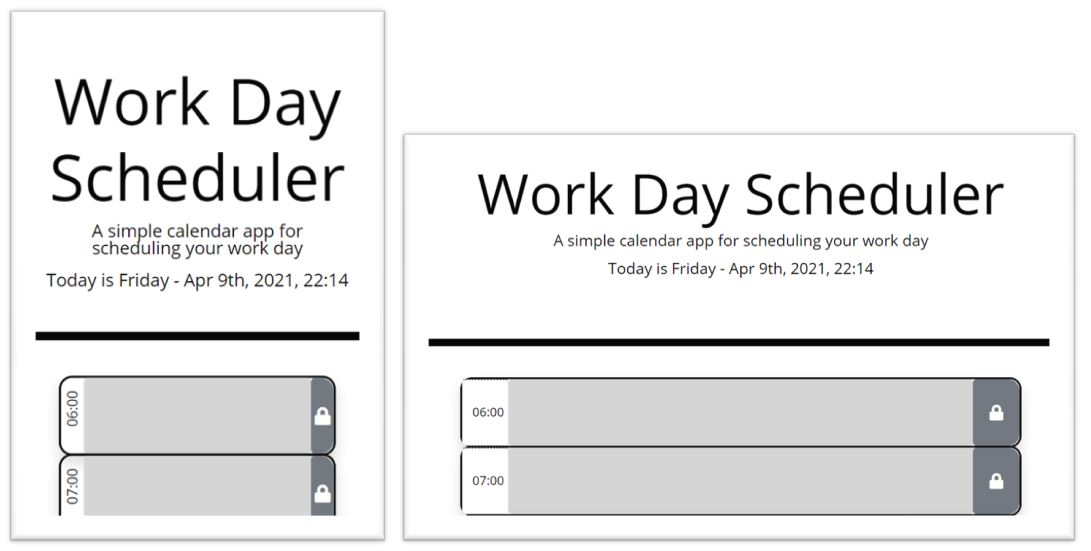 Work Day
Scheduler
A simple calendar app for
scheduling your work day
Today is Friday - Apr 9th, 2021, 22:14
06:00
07:00
Work Day Scheduler
A simple calendar app for scheduling your work day
Today is Friday - Apr 9th, 2021, 22:14
06:00
07:00